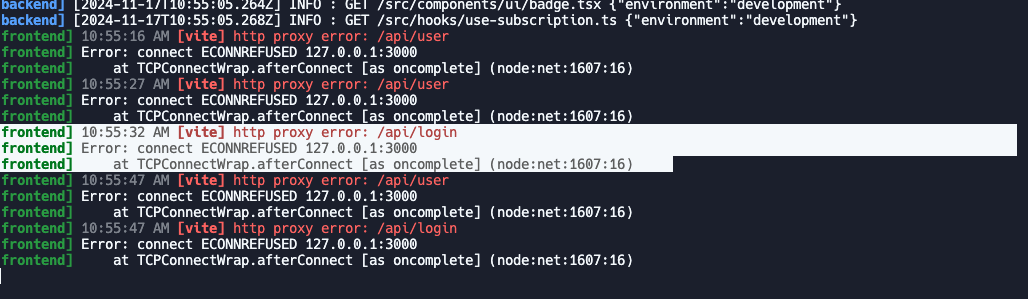 backend] [2024-11-17T10:55:05.264Z] INFO : GET /src/components/ui/badge.tsx {"environment":"development"}
backend] [2024-11-17T10:55:05.268Z] INFO : GET /src/hooks/use-subscription.ts {"environment":"development"}
frontend] 10:55:16 AM [vite] http proxy error: /api/user
frontend] Error: connect ECONNREFUSED 127.0.0.1:3000
frontend]     at TCPConnectWrap.afterConnect [as oncomplete] (node:net:1607:16)
frontend] 10:55:27 AM [vite] http proxy error: /api/user
frontend] Error: connect ECONNREFUSED 127.0.0.1:3000
frontend]     at TCPConnectWrap.afterConnect [as oncomplete] (node:net:1607:16)
frontend] 10:55:32 AM [vite] http proxy error: /api/login
frontend] Error: connect ECONNREFUSED 127.0.0.1:3000
frontend]     at TCPConnectWrap.afterConnect [as oncomplete] (node:net:1607:16)
frontend] 10:55:47 AM [vite] http proxy error: /api/user
frontend] Error: connect ECONNREFUSED 127.0.0.1:3000
frontend]     at TCPConnectWrap.afterConnect [as oncomplete] (node:net:1607:16)
frontend] 10:55:47 AM [vite] http proxy error: /api/login
frontend] Error: connect ECONNREFUSED 127.0.0.1:3000
frontend]     at TCPConnectWrap.afterConnect [as oncomplete] (node:net:1607:16)